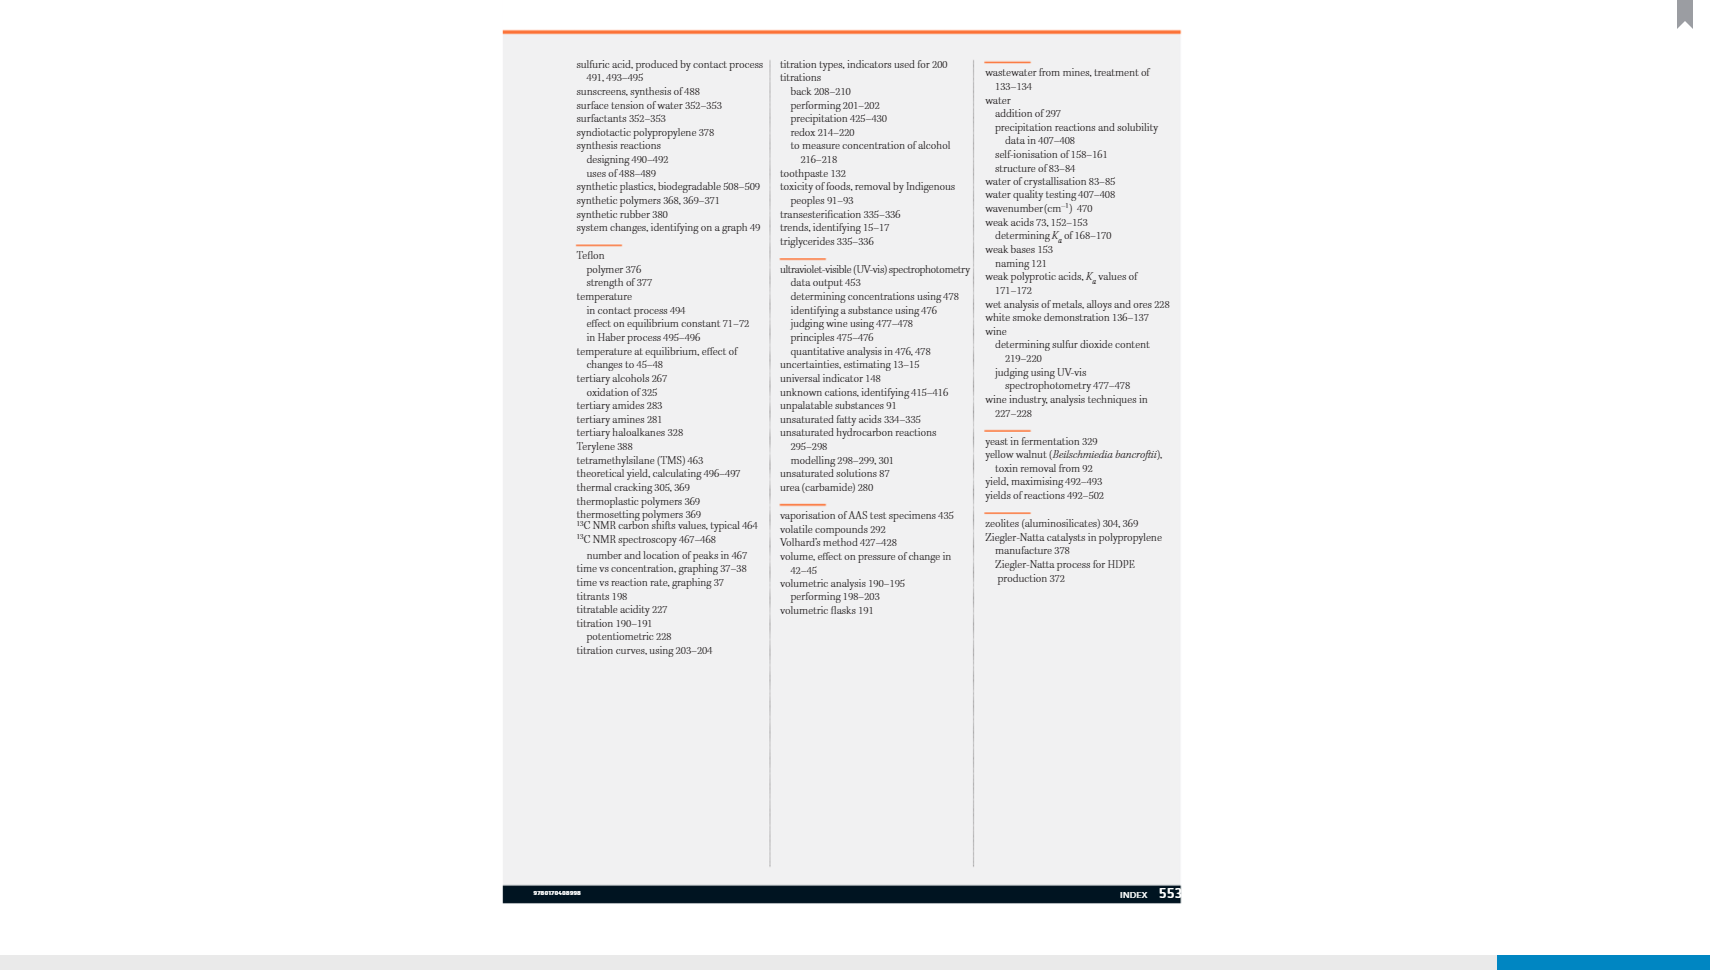 sulfuric acid, produced by contact process
491, 493–495
sunscreens, synthesis of 488
surface tension of water 352–353
surfactants 352–353
syndiotactic polypropylene 378
synthesis reactions
designing 490–492
uses of 488–489
synthetic plastics, biodegradable 508–509
synthetic polymers 368, 369–371
synthetic rubber 380
system changes, identifying on a graph 49
Teflon
polymer 376
strength of 377
temperature
in contact process 494
effect on equilibrium constant 71–72
in Haber process 495–496
temperature at equilibrium, effect of
changes to 45–48
tertiary alcohols 267
oxidation of 325
tertiary amides 283
tertiary amines 281
tertiary haloalkanes 328
Terylene 388
tetramethylsilane (TMS) 463
theoretical yield, calculating 496–497
thermal cracking 305, 369
thermoplastic polymers 369
thermosetting polymers 369
¹³C NMR carbon shifts values, typical 464
¹³C NMR spectroscopy 467–468
number and location of peaks in 467
time vs concentration, graphing 37–38
time vs reaction rate, graphing 37
titrants 198
titratable acidity 227
titration 190–191
potentiometric 228
titration curves, using 203–204
titration types, indicators used for 200
titrations
back 208–210
performing 201–202
precipitation 425–430
redox 214–220
to measure concentration of alcohol
216–218
toothpaste 132
toxicity of foods, removal by Indigenous
peoples 91–93
transesterification 335–336
trends, identifying 15–17
triglycerides 335–336
ultraviolet-visible (UV-vis) spectrophotometry
data output 453
determining concentrations using 478
identifying a substance using 476
judging wine using 477–478
principles 475–476
quantitative analysis in 476, 478
uncertainties, estimating 13–15
universal indicator 148
unknown cations, identifying 415–416
unpalatable substances 91
unsaturated fatty acids 334–335
unsaturated hydrocarbon reactions
295–298
modelling 298–299, 301
unsaturated solutions 87
urea (carbamide) 280
vaporisation of AAS test specimens 435
volatile compounds 292
Volhard's method 427–428
volume, effect on pressure of change in
42–45
volumetric analysis 190–195
performing 198–203
volumetric flasks 191
wastewater from mines, treatment of
133–134
water
addition of 297
precipitation reactions and solubility
data in 407–408
self-ionisation of 158–161
structure of 83–84
water of crystallisation 83–85
water quality testing 407–408
wavenumber (cm⁻¹) 470
weak acids 73, 152–153
determining Kₐ of 168–170
weak bases 153
naming 121
weak polyprotic acids, Kₐ values of
171–172
wet analysis of metals, alloys and ores 228
white smoke demonstration 136–137
wine
determining sulfur dioxide content
219–220
judging using UV-vis
spectrophotometry 477–478
wine industry, analysis techniques in
227–228
yeast in fermentation 329
yellow walnut (Beilschmiedia bancroftii),
toxin removal from 92
yield, maximising 492–493
yields of reactions 492–502
zeolites (aluminosilicates) 304, 369
Ziegler-Natta catalysts in polypropylene
manufacture 378
Ziegler-Natta process for HDPE
production 372
9780170408998
INDEX 553